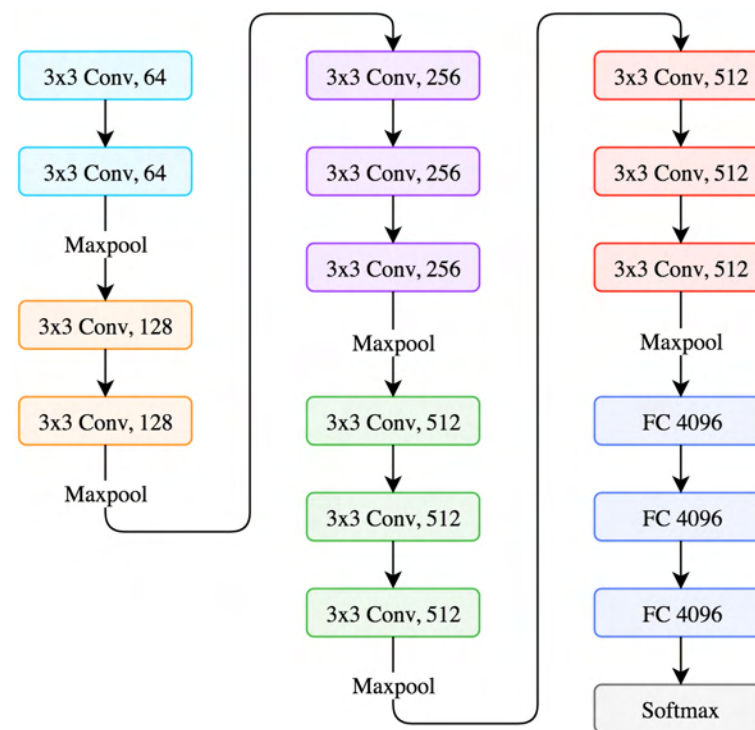 3x3 Conv, 64
3x3 Conv, 64
Maxpool
3x3 Conv, 128
3x3 Conv, 128
Maxpool
3x3 Conv, 256
3x3 Conv, 256
3x3 Conv, 256
Maxpool
3x3 Conv, 512
3x3 Conv, 512
3x3 Conv, 512
Maxpool
3x3 Conv, 512
3x3 Conv, 512
3x3 Conv, 512
Maxpool
FC 4096
FC 4096
FC 4096
Softmax